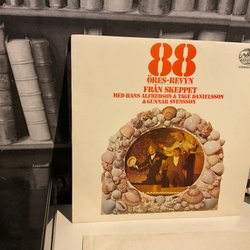 88
ÖRES-REVYN
FRÅN SKEPPET
MED HANS ALFREDSON & TAGE DANIELSSON
& GUNNAR SVENSSON